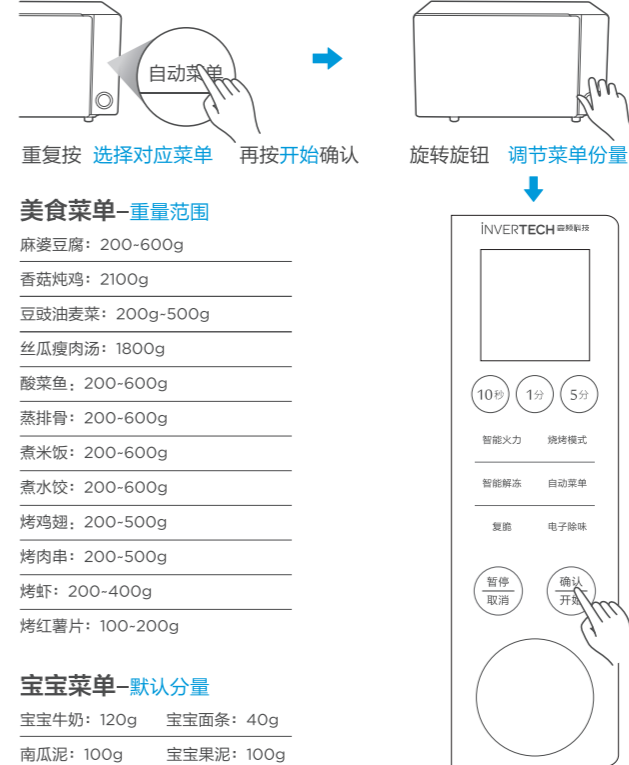 自动菜单
重复按 选择对应菜单 再按开始确认
旋转旋钮 调节菜单份量
美食菜单-重量范围
麻婆豆腐：200-600g
香菇炖鸡：2100g
豆豉油麦菜：200g-500g
丝瓜瘦肉汤：1800g
酸菜鱼：200-600g
蒸排骨：200-600g
煮米饭：200-600g
煮水饺：200-600g
烤鸡翅：200-500g
烤肉串：200-500g
烤虾：200-400g
烤红薯片：100-200g
宝宝菜单-默认分量
宝宝牛奶：120g 宝宝面条：40g
南瓜泥：100g 宝宝果泥：100g
iNVERTECH 变频科技
10秒 1分 5分
智能火力 烧烤模式
智能解冻 自动菜单
复脆 电子除味
暂停 确认
取消 开始